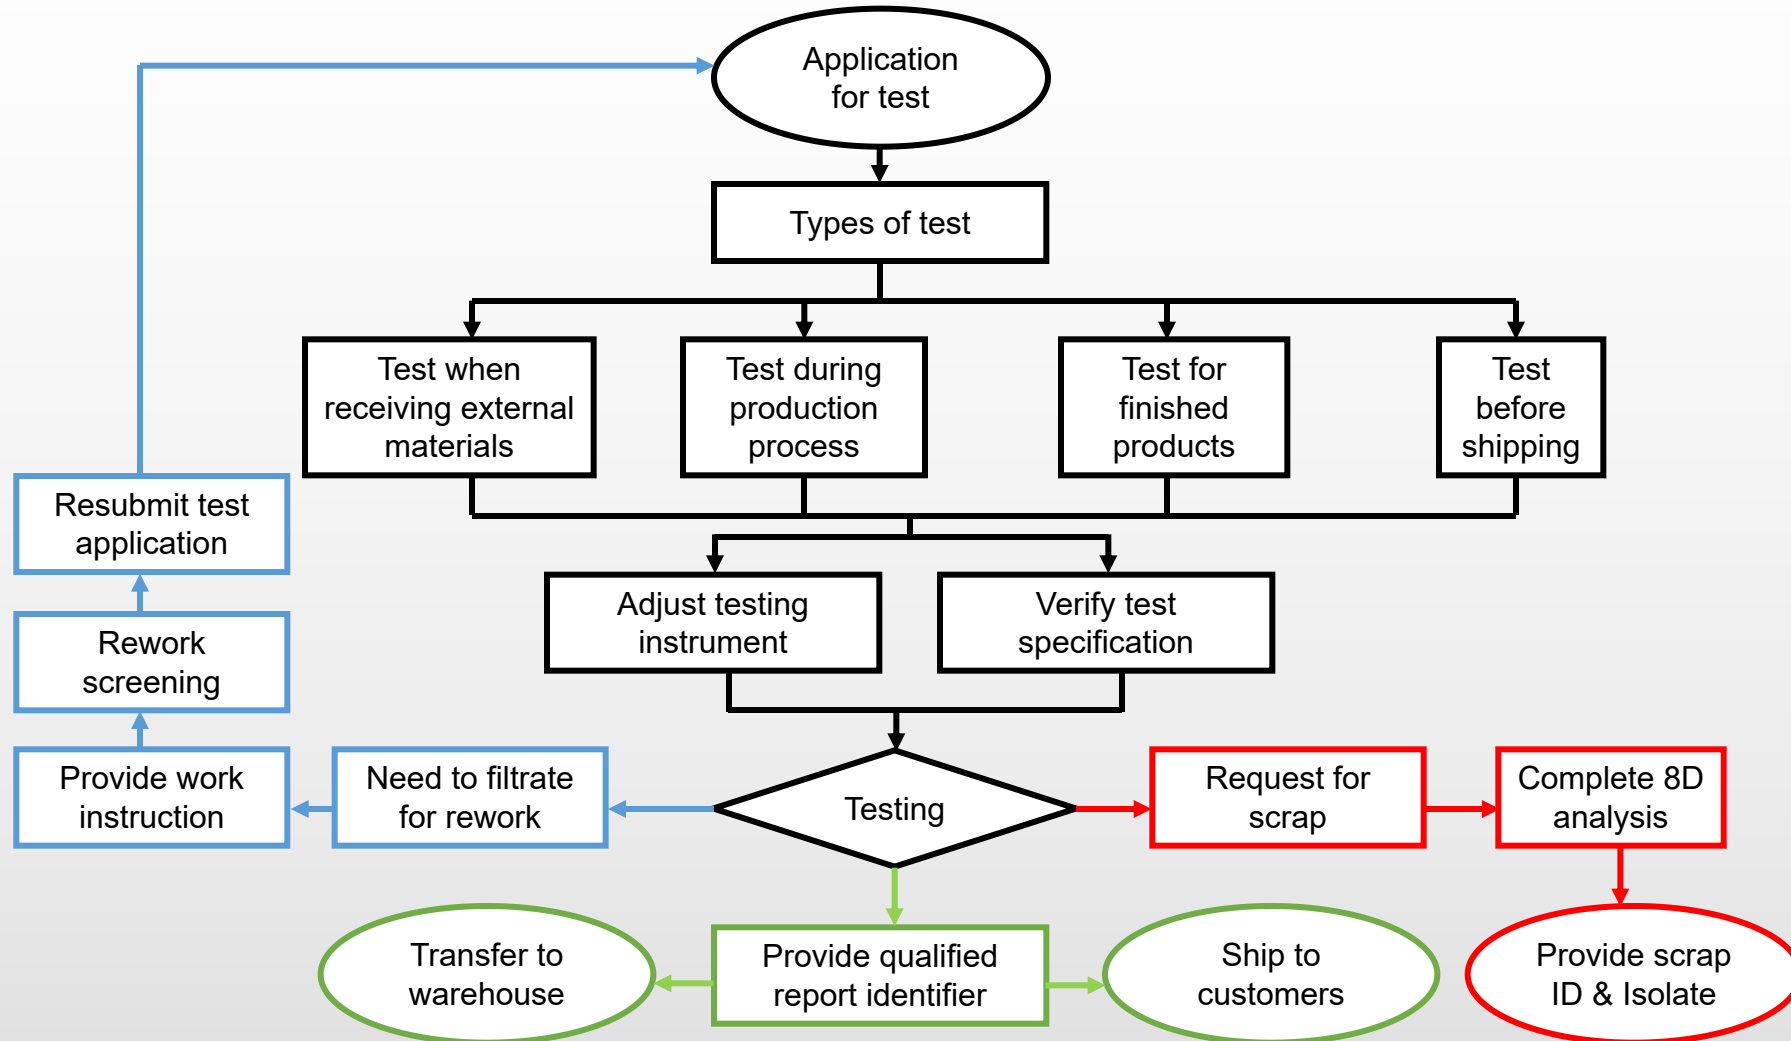 Application
for test
Types of test
Test when
receiving external
materials
Test during
production
process
Test for
finished
products
Test
before
shipping
Resubmit test
application
Adjust testing
instrument
Verify test
specification
Rework
screening
Provide work
instruction
Need to filtrate
for rework
Testing
Request for
scrap
Complete 8D
analysis
Transfer to
warehouse
Provide qualified
report identifier
Ship to
customers
Provide scrap
ID & Isolate